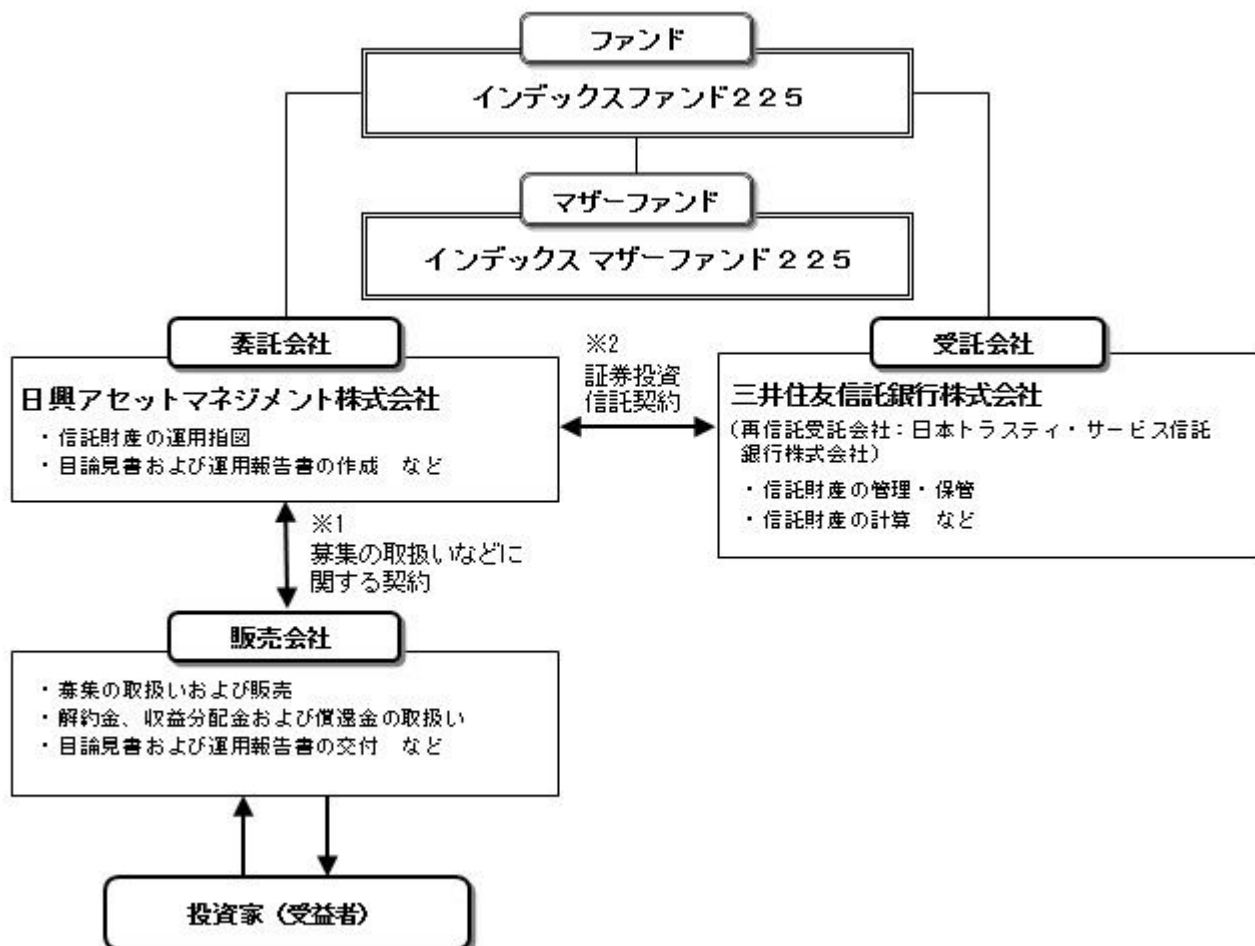 ファンド
インデックスファンド２２５
マザーファンド
インデックス マザーファンド２２５
委託会社
日興アセットマネジメント株式会社
・信託財産の運用指図
・目論見書および運用報告書の作成　など
※2
証券投資
信託契約
受託会社
三井住友信託銀行株式会社
（再信託受託会社：日本トラスティ・サービス信託
銀行株式会社）
・信託財産の管理・保管
・信託財産の計算　など
※1
募集の取扱いなどに
関する契約
販売会社
・募集の取扱いおよび販売
・解約金、収益分配金および償還金の取扱い
・目論見書および運用報告書の交付　など
投資家（受益者）